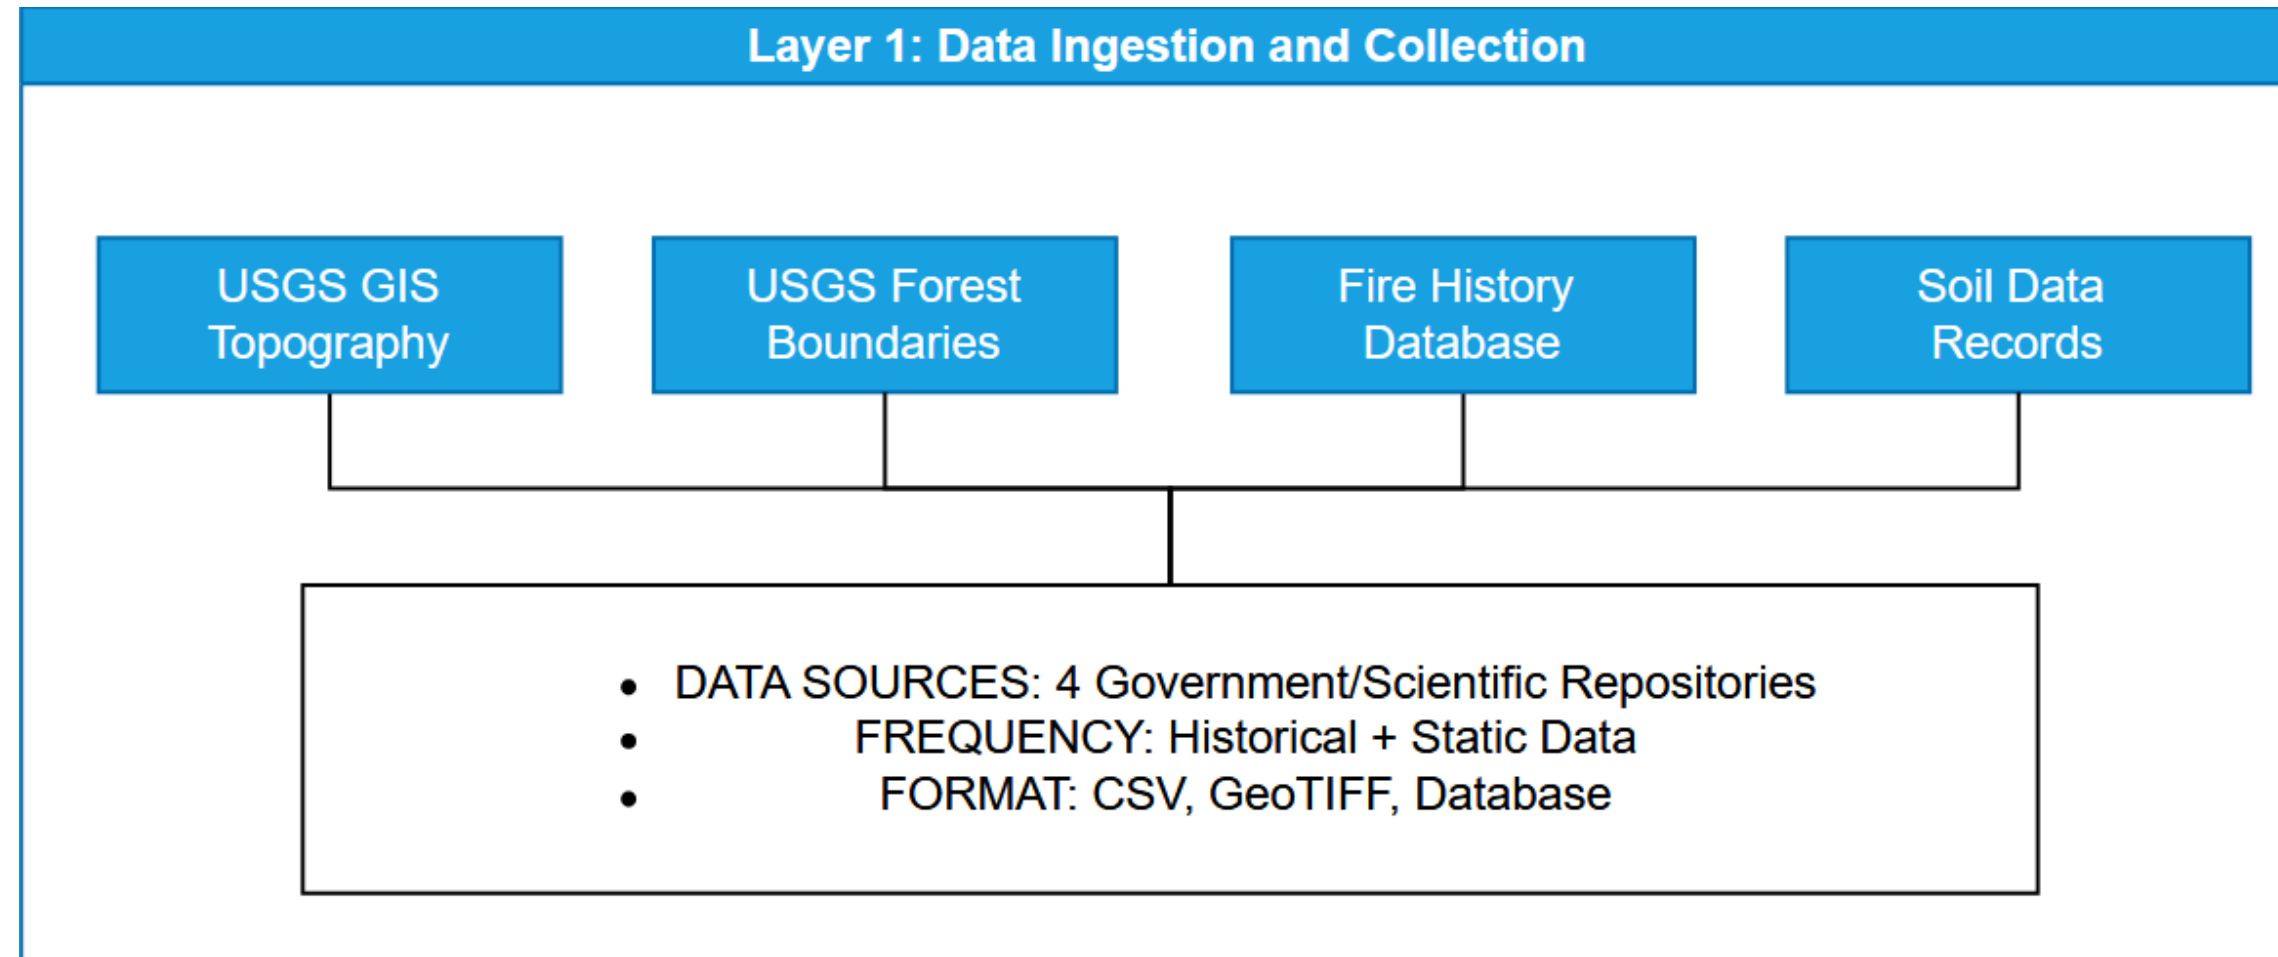 Layer 1: Data Ingestion and Collection
USGS GIS
Topography
USGS Forest
Boundaries
Fire History
Database
Soil Data
Records
• DATA SOURCES: 4 Government/Scientific Repositories
• FREQUENCY: Historical + Static Data
• FORMAT: CSV, GeoTIFF, Database